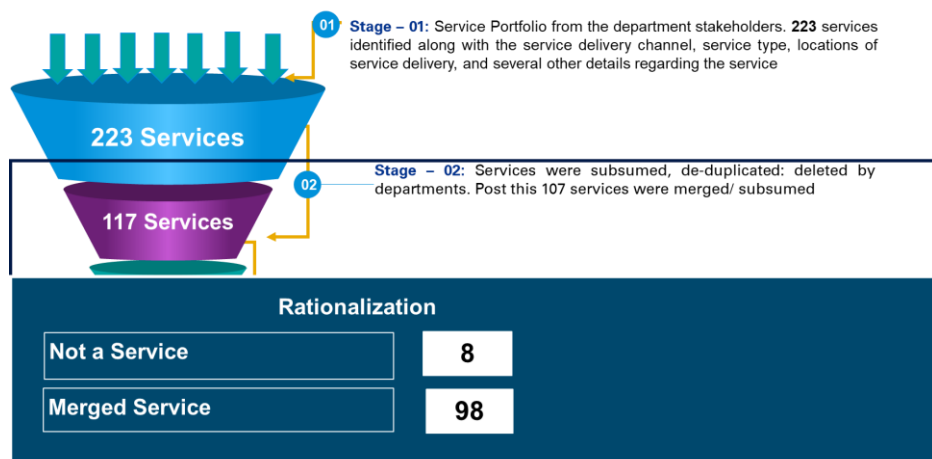 01
Stage – 01: Service Portfolio from the department stakeholders. 223 services
identified along with the service delivery channel, service type, locations of
service delivery, and several other details regarding the service
223 Services
02
Stage – 02: Services were subsumed, de-duplicated: deleted by
departments. Post this 107 services were merged/ subsumed
117 Services
Rationalization
Not a Service
8
Merged Service
98